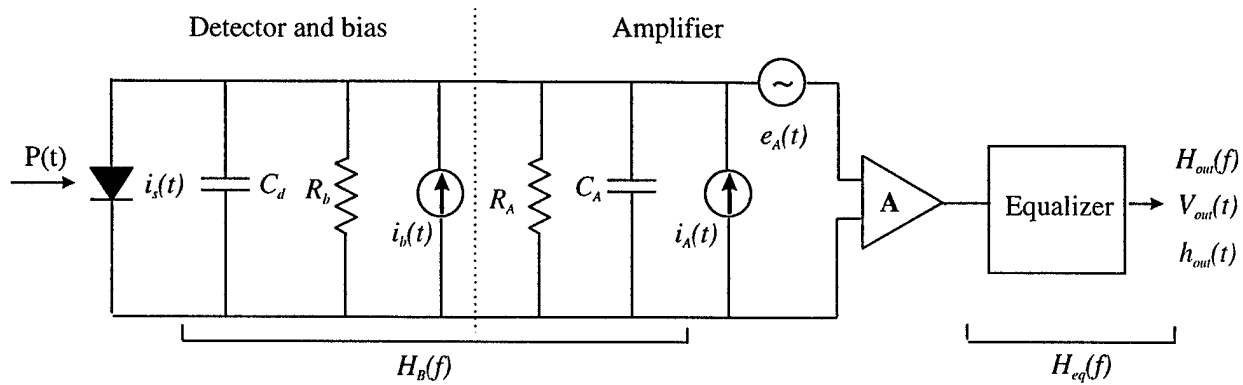 Detector and bias
Amplifier
P(t)
i_s(t)
C_d
R_b
i_b(t)
R_A
C_A
i_A(t)
e_A(t)
~
A
Equalizer
H_out(f)
V_out(t)
h_out(t)
H_B(f)
H_eq(f)